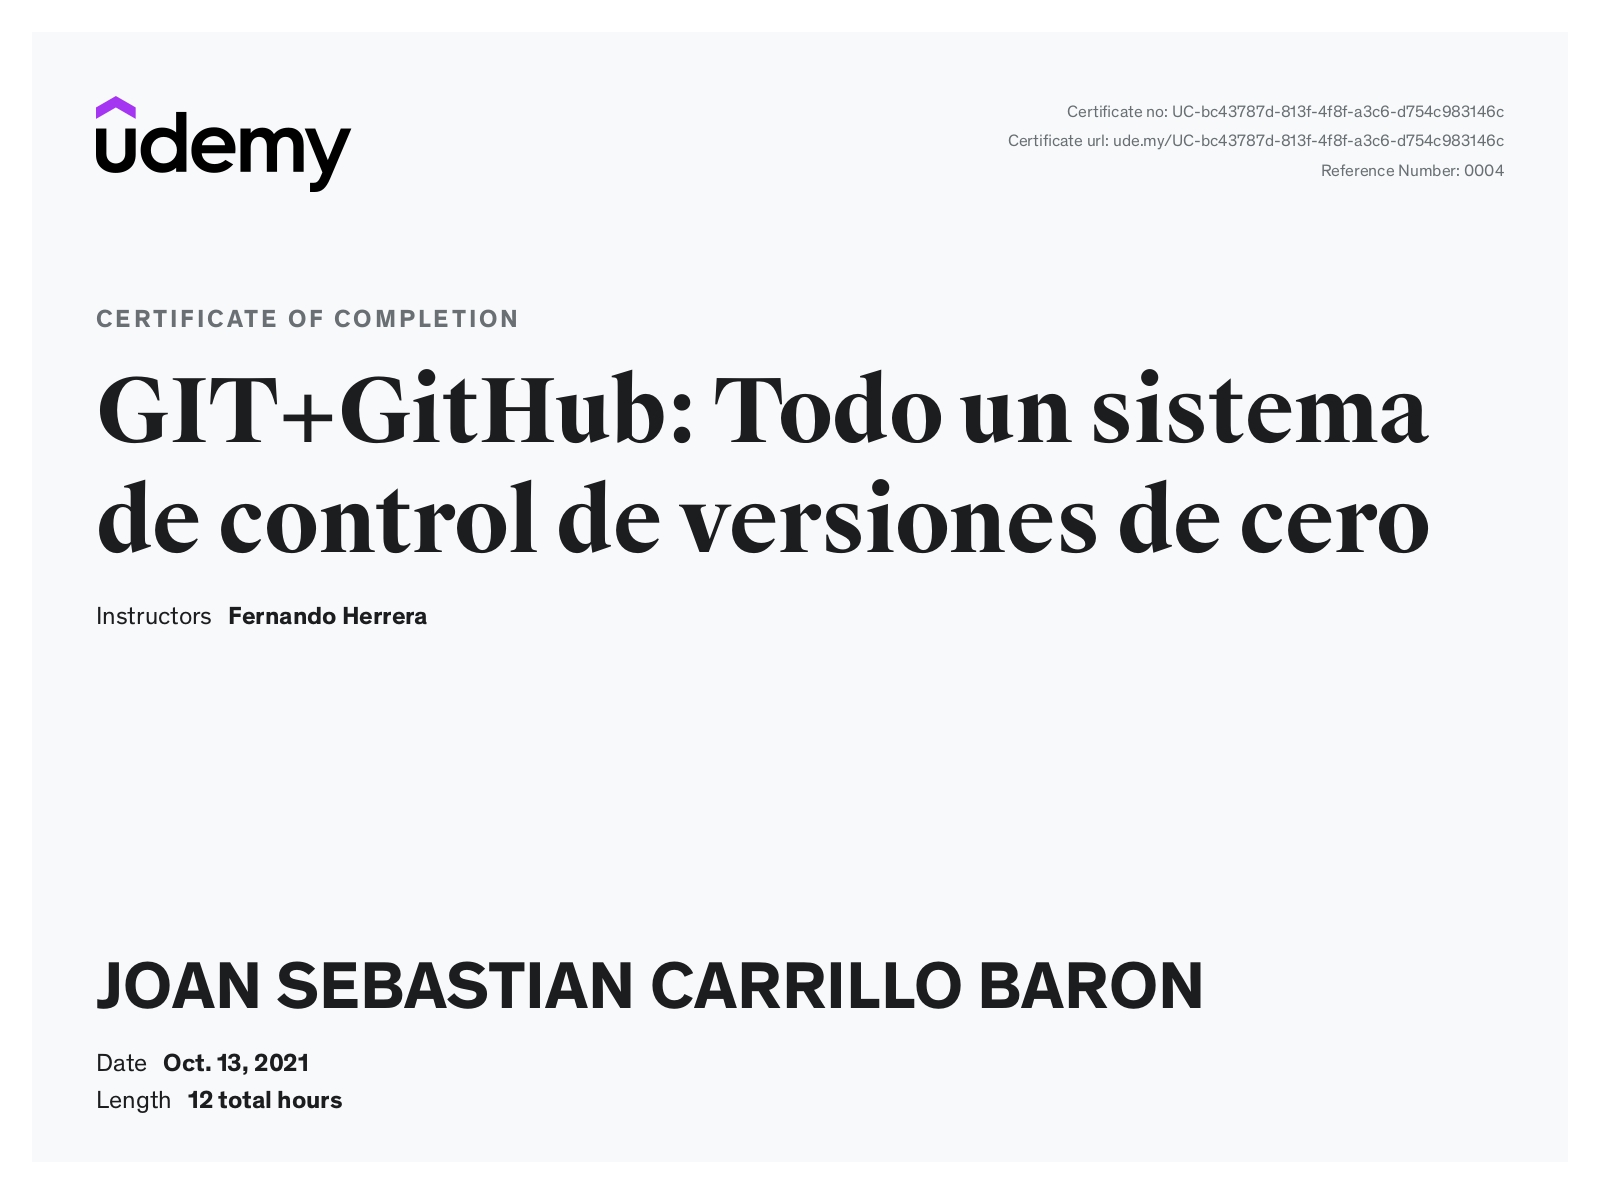 udemy
Certificate no: UC-bc43787d-813f-4f8f-a3c6-d754c983146c
Certificate url: ude.my/UC-bc43787d-813f-4f8f-a3c6-d754c983146c
Reference Number: 0004
CERTIFICATE OF COMPLETION
GIT+GitHub: Todo un sistema
de control de versiones de cero
Instructors Fernando Herrera
JOAN SEBASTIAN CARRILLO BARON
Date Oct. 13, 2021
Length 12 total hours